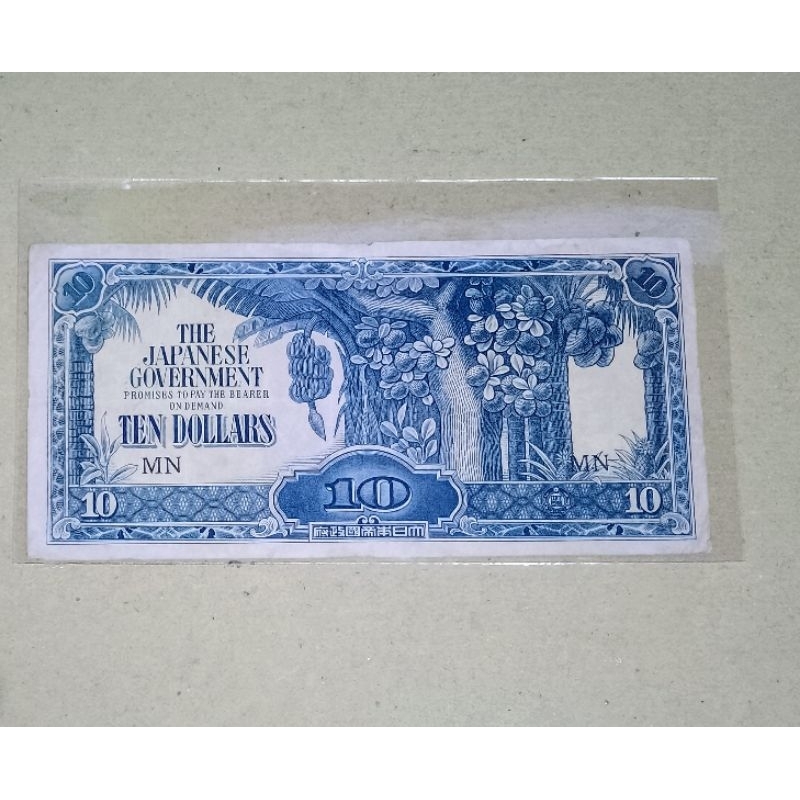 10 10
THE
JAPANESE
GOVERNMENT
PROMISES TO PAY THE BEARER
ON DEMAND
TEN DOLLARS
MN MN
10 10 10
府政國帝本日大